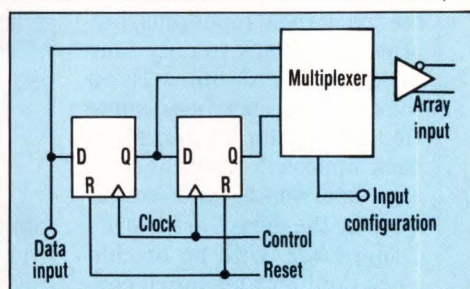 Multiplexer
Array
input
D
Q
D
Q
R
R
Input
configuration
Clock
Control
Data
input
Reset